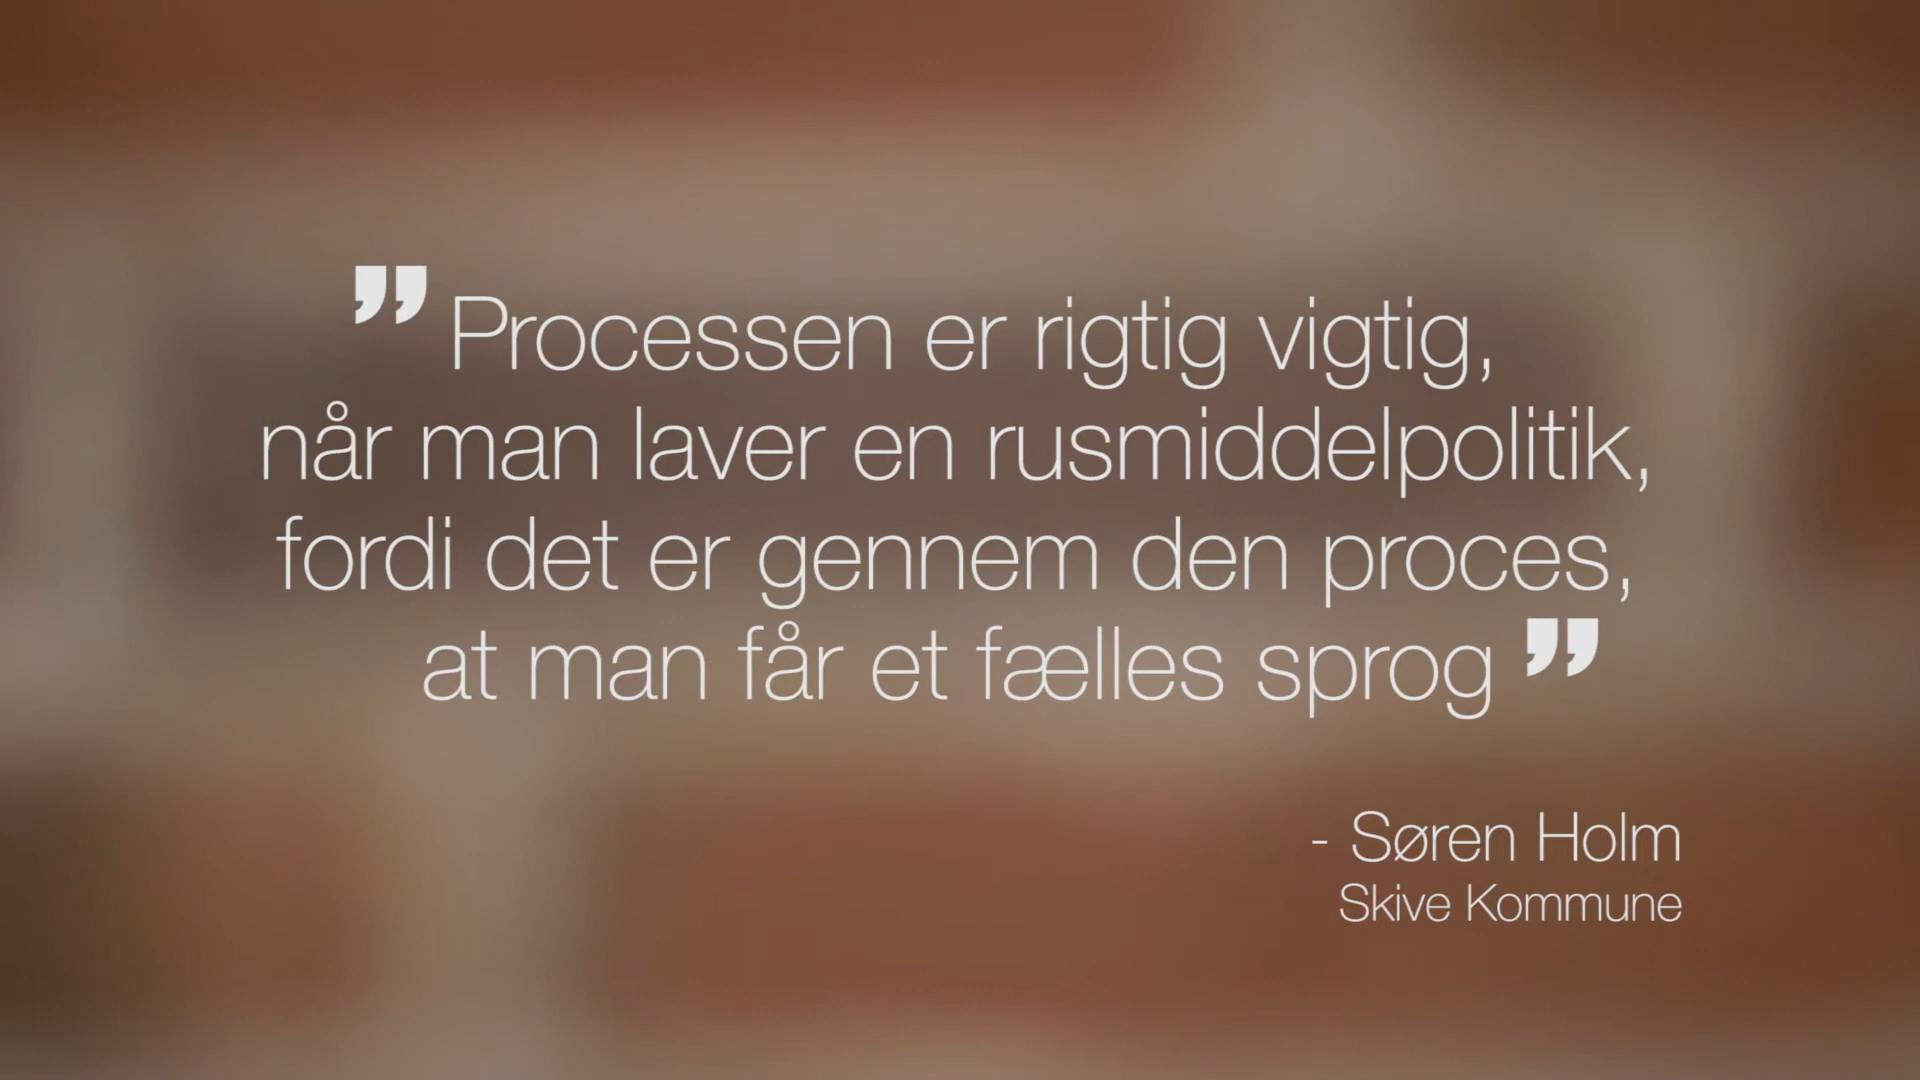 ” Processen er rigtig vigtig,
når man laver en rusmiddelpolitik,
fordi det er gennem den proces,
at man får et fælles sprog ”
- Søren Holm
Skive Kommune